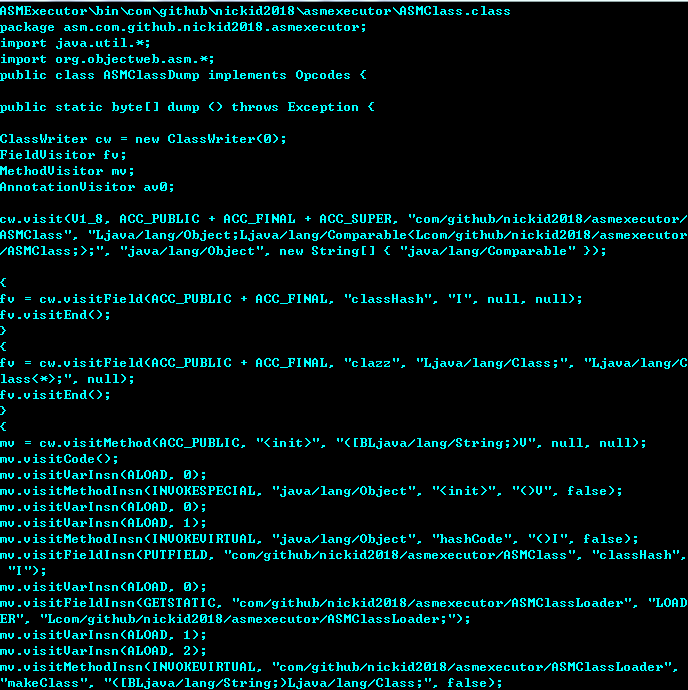 ASMExecutor\bin\com\github\nickid2018\asmexecutor\ASMClass.class
package asm.com.github.nickid2018.asmexecutor;
import java.util.*;
import org.objectweb.asm.*;
public class ASMClassDump implements Opcodes {
public static byte[] dump () throws Exception {
ClassWriter cw = new ClassWriter(0);
FieldVisitor fv;
MethodVisitor mv;
AnnotationVisitor av0;
cw.visit(V1_8, ACC_PUBLIC + ACC_FINAL + ACC_SUPER, "com/github/nickid2018/asmexecutor/
ASMClass", "Ljava/lang/Object;Ljava/lang/Comparable<Lcom/github/nickid2018/asmexecutor
/ASMClass;>;", "java/lang/Object", new String[] { "java/lang/Comparable" });
{
fv = cw.visitField(ACC_PUBLIC + ACC_FINAL, "classHash", "I", null, null);
fv.visitEnd();
}
{
fv = cw.visitField(ACC_PUBLIC + ACC_FINAL, "clazz", "Ljava/lang/Class;", "Ljava/lang/C
lass<*>;", null);
fv.visitEnd();
}
{
mv = cw.visitMethod(ACC_PUBLIC, "<init>", "([BLjava/lang/String;)V", null, null);
mv.visitCode();
mv.visitVarInsn(ALOAD, 0);
mv.visitMethodInsn(INVOKESPECIAL, "java/lang/Object", "<init>", "()V", false);
mv.visitVarInsn(ALOAD, 0);
mv.visitVarInsn(ALOAD, 1);
mv.visitMethodInsn(INVOKEVIRTUAL, "java/lang/Object", "hashCode", "()I", false);
mv.visitFieldInsn(PUTFIELD, "com/github/nickid2018/asmexecutor/ASMClass", "classHash",
 "I");
mv.visitVarInsn(ALOAD, 0);
mv.visitFieldInsn(GETSTATIC, "com/github/nickid2018/asmexecutor/ASMClassLoader", "LOAD
ER", "Lcom/github/nickid2018/asmexecutor/ASMClassLoader;");
mv.visitVarInsn(ALOAD, 1);
mv.visitVarInsn(ALOAD, 2);
mv.visitMethodInsn(INVOKEVIRTUAL, "com/github/nickid2018/asmexecutor/ASMClassLoader",
"makeClass", "([BLjava/lang/String;)Ljava/lang/Class;", false);